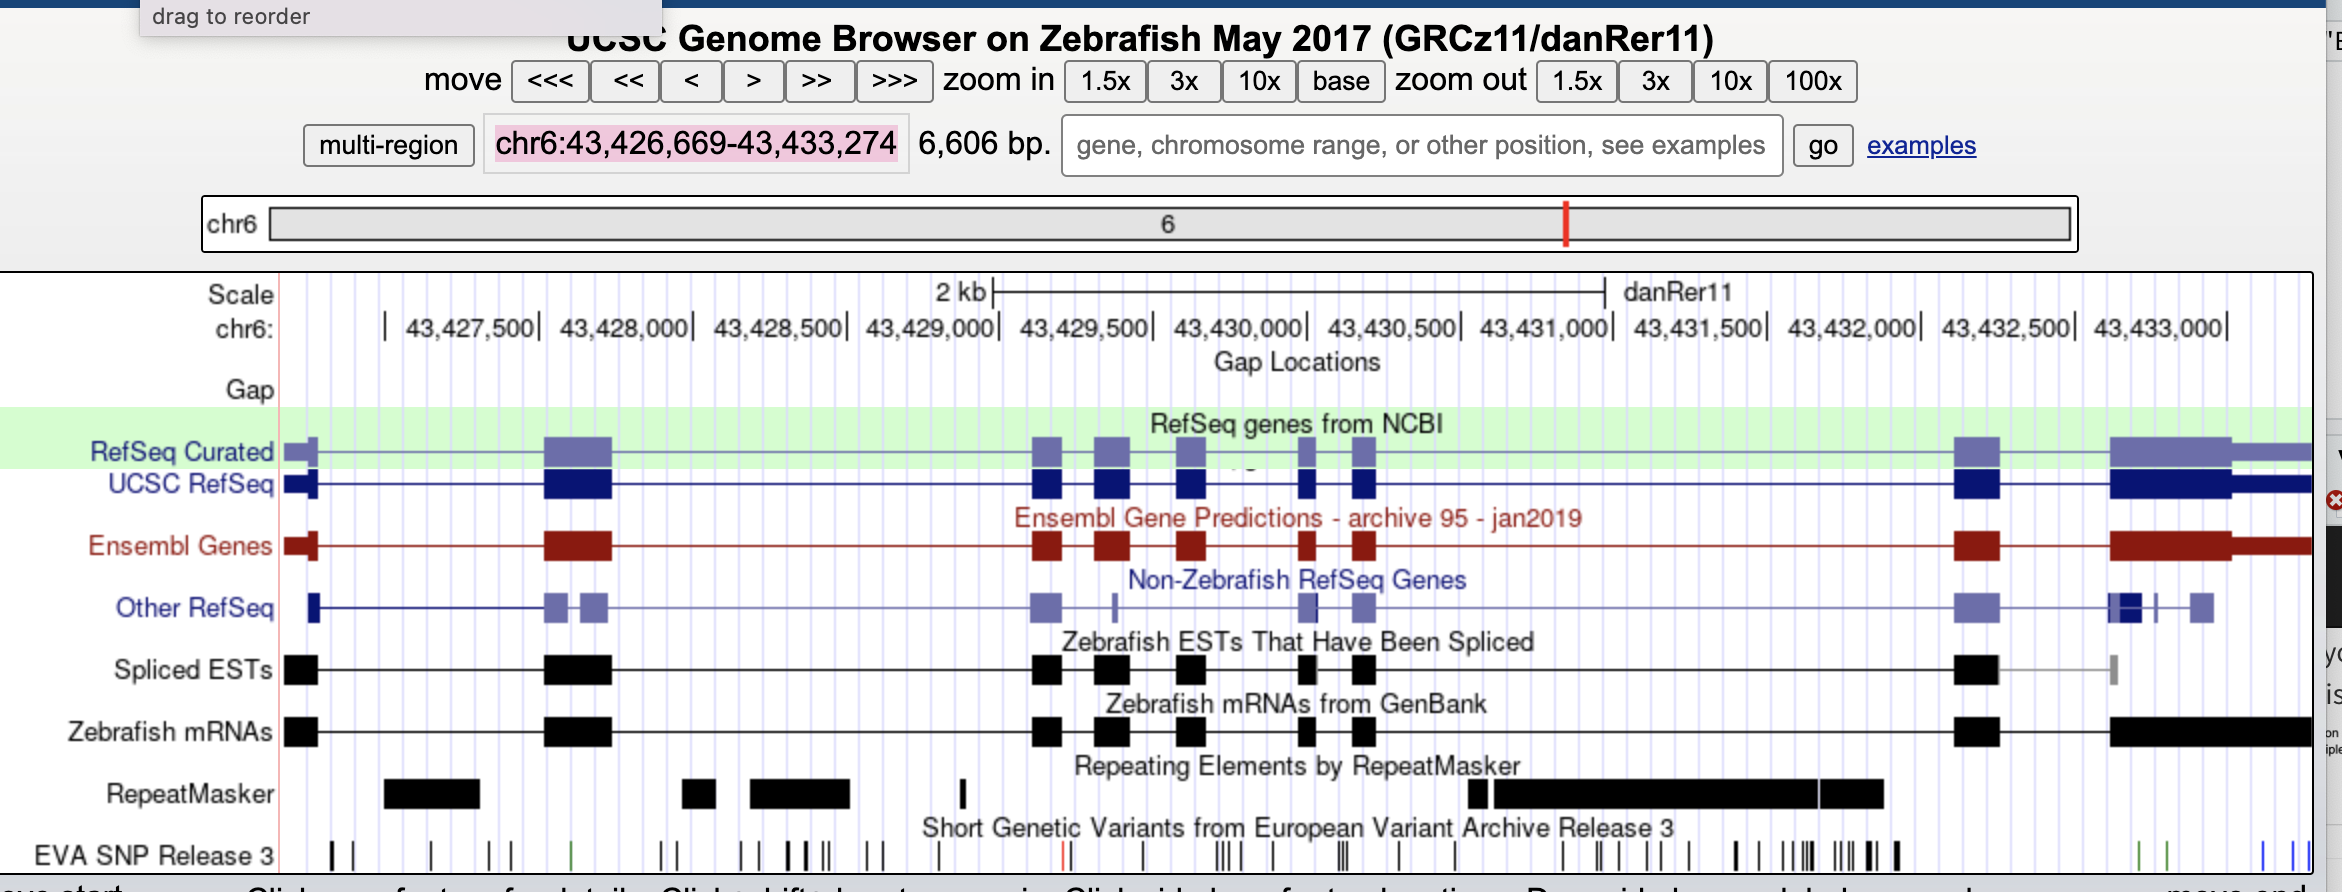 drag to reorder
UCSC Genome Browser on Zebrafish May 2017 (GRCz11/danRer11)
move <<< << < > >> >>> zoom in 1.5x 3x 10x base zoom out 1.5x 3x 10x 100x
multi-region chr6:43,426,669-43,433,274 6,606 bp. gene, chromosome range, or other position, see examples go examples
chr6 6
Scale 2 kb danRer11
chr6: 43,427,500 43,428,000 43,428,500 43,429,000 43,429,500 43,430,000 43,430,500 43,431,000 43,431,500 43,432,000 43,432,500 43,433,000
Gap Locations
Gap
RefSeq genes from NCBI
RefSeq Curated
UCSC RefSeq
Ensembl Gene Predictions - archive 95 - jan2019
Ensembl Genes
Non-Zebrafish RefSeq Genes
Other RefSeq
Zebrafish ESTs That Have Been Spliced
Spliced ESTs
Zebrafish mRNAs from GenBank
Zebrafish mRNAs
Repeating Elements by RepeatMasker
RepeatMasker
Short Genetic Variants from European Variant Archive Release 3
EVA SNP Release 3